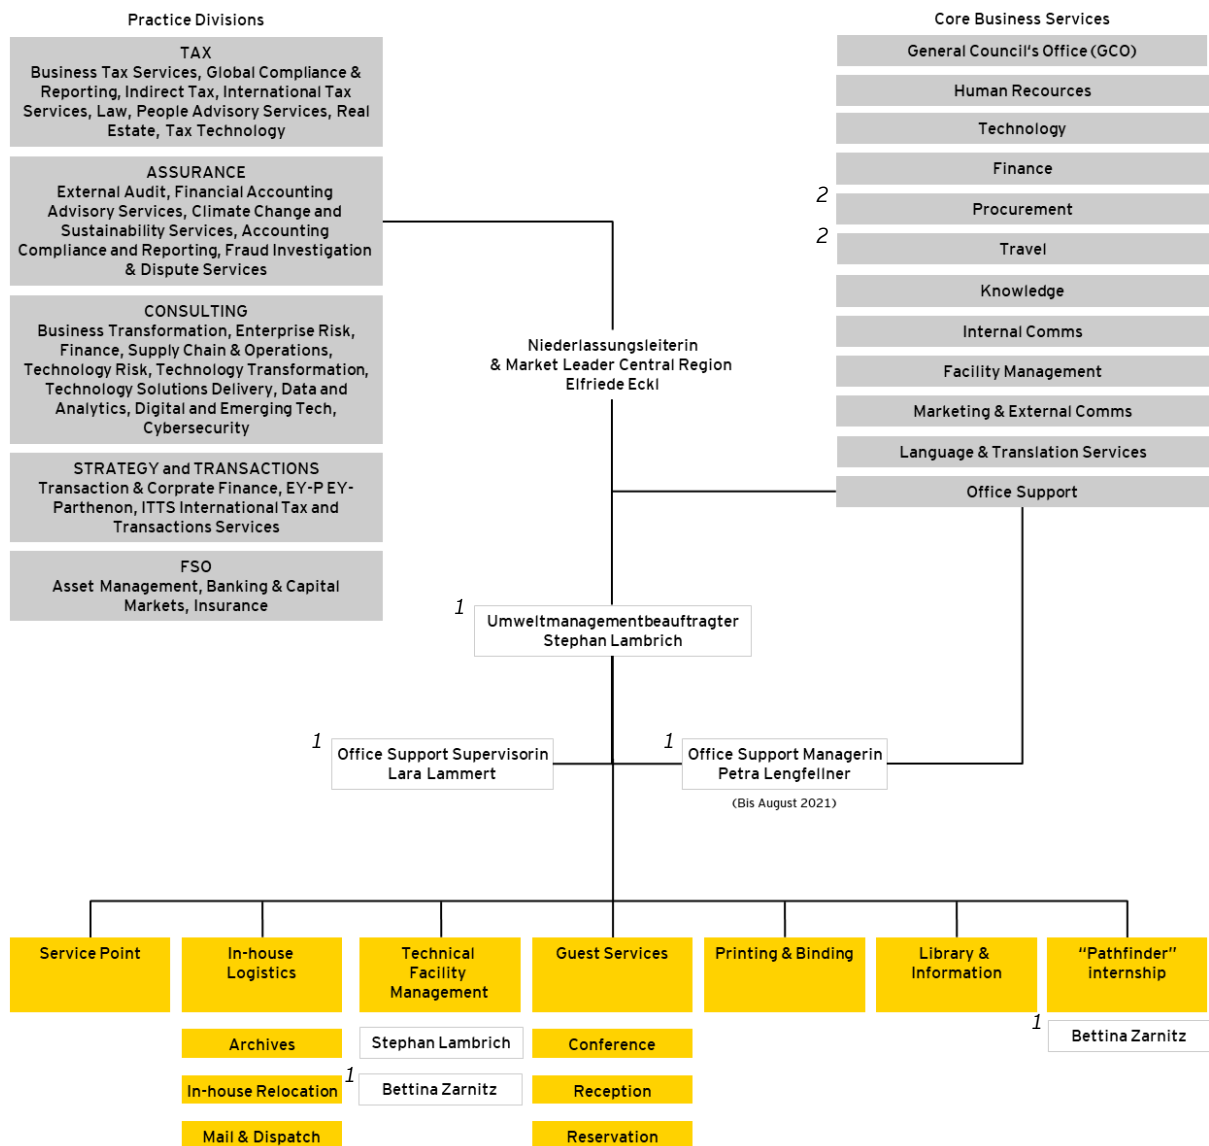 Practice Divisions
TAX
Business Tax Services, Global Compliance &
Reporting, Indirect Tax, International Tax
Services, Law, People Advisory Services, Real
Estate, Tax Technology
ASSURANCE
External Audit, Financial Accounting
Advisory Services, Climate Change and
Sustainability Services, Accounting
Compliance and Reporting, Fraud Investigation
& Dispute Services
CONSULTING
Business Transformation, Enterprise Risk,
Finance, Supply Chain & Operations,
Technology Risk, Technology Transformation,
Technology Solutions Delivery, Data and
Analytics, Digital and Emerging Tech,
Cybersecurity
STRATEGY and TRANSACTIONS
Transaction & Corprate Finance, EY-P EY-
Parthenon, ITTS International Tax and
Transactions Services
FSO
Asset Management, Banking & Capital
Markets, Insurance
Core Business Services
General Council's Office (GCO)
Human Recources
Technology
Finance
2
Procurement
2
Travel
Knowledge
Internal Comms
Facility Management
Marketing & External Comms
Language & Translation Services
Office Support
Niederlassungsleiterin
& Market Leader Central Region
Elfriede Eckl
1
Umweltmanagementbeauftragter
Stephan Lambrich
1
Office Support Supervisorin
Lara Lammert
1
Office Support Managerin
Petra Lengfellner
(Bis August 2021)
Service Point
In-house
Logistics
Archives
In-house Relocation
Mail & Dispatch
Technical
Facility
Management
Stephan Lambrich
1
Bettina Zarnitz
Guest Services
Conference
Reception
Reservation
Printing & Binding
Library &
Information
"Pathfinder"
internship
1
Bettina Zarnitz